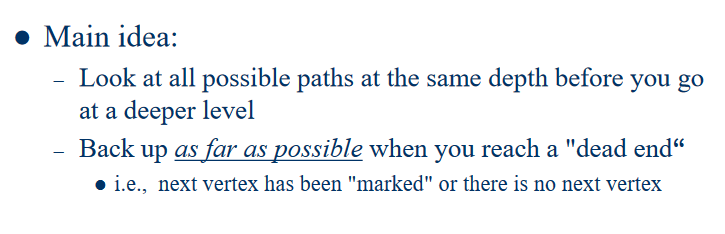 ● Main idea:
– Look at all possible paths at the same depth before you go
at a deeper level
– Back up as far as possible when you reach a "dead end“
● i.e.,  next vertex has been "marked" or there is no next vertex